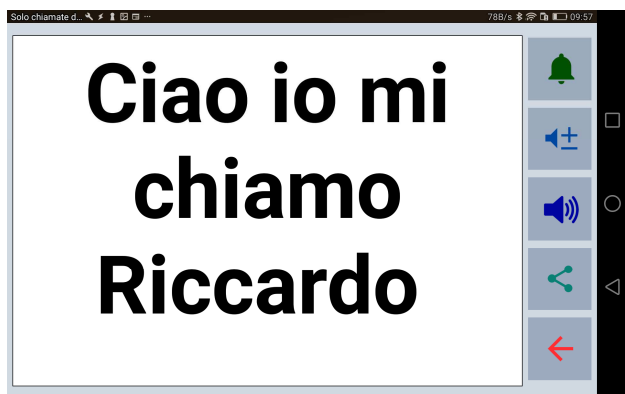 Solo chiamate d... ...
78B/s 09:57
Ciao io mi
chiamo
Riccardo